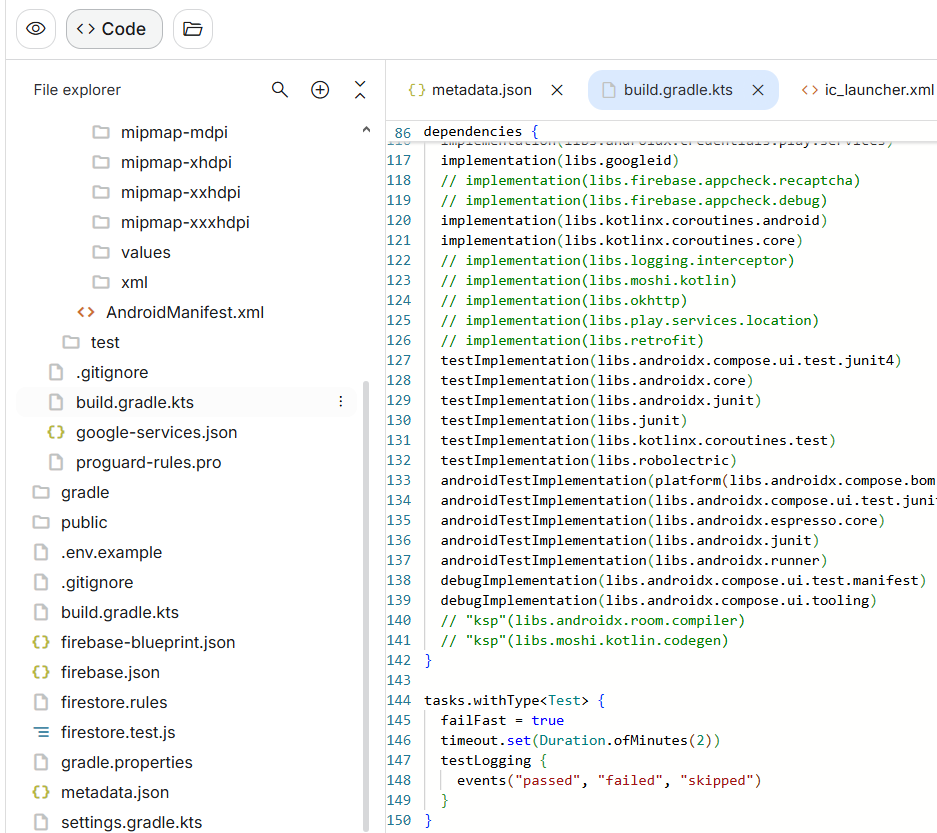 <> Code
File explorer
mipmap-mdpi
mipmap-xhdpi
mipmap-xxhdpi
mipmap-xxxhdpi
values
xml
<> AndroidManifest.xml
test
.gitignore
build.gradle.kts
{} google-services.json
proguard-rules.pro
gradle
public
.env.example
.gitignore
build.gradle.kts
{} firebase-blueprint.json
{} firebase.json
firestore.rules
firestore.test.js
gradle.properties
{} metadata.json
settings.gradle.kts
{} metadata.json
build.gradle.kts
<> ic_launcher.xml
86 dependencies {
116 implementation(libs.androidx.credentials.play.services)
117 implementation(libs.googleid)
118 // implementation(libs.firebase.appcheck.recaptcha)
119 // implementation(libs.firebase.appcheck.debug)
120 implementation(libs.kotlinx.coroutines.android)
121 implementation(libs.kotlinx.coroutines.core)
122 // implementation(libs.logging.interceptor)
123 // implementation(libs.moshi.kotlin)
124 // implementation(libs.okhttp)
125 // implementation(libs.play.services.location)
126 // implementation(libs.retrofit)
127 testImplementation(libs.androidx.compose.ui.test.junit4)
128 testImplementation(libs.androidx.core)
129 testImplementation(libs.androidx.junit)
130 testImplementation(libs.junit)
131 testImplementation(libs.kotlinx.coroutines.test)
132 testImplementation(libs.robolectric)
133 androidTestImplementation(platform(libs.androidx.compose.bom
134 androidTestImplementation(libs.androidx.compose.ui.test.junit
135 androidTestImplementation(libs.androidx.espresso.core)
136 androidTestImplementation(libs.androidx.junit)
137 androidTestImplementation(libs.androidx.runner)
138 debugImplementation(libs.androidx.compose.ui.test.manifest)
139 debugImplementation(libs.androidx.compose.ui.tooling)
140 // "ksp"(libs.androidx.room.compiler)
141 // "ksp"(libs.moshi.kotlin.codegen)
142 }
143
144 tasks.withType<Test> {
145 failFast = true
146 timeout.set(Duration.ofMinutes(2))
147 testLogging {
148 events("passed", "failed", "skipped")
149 }
150 }